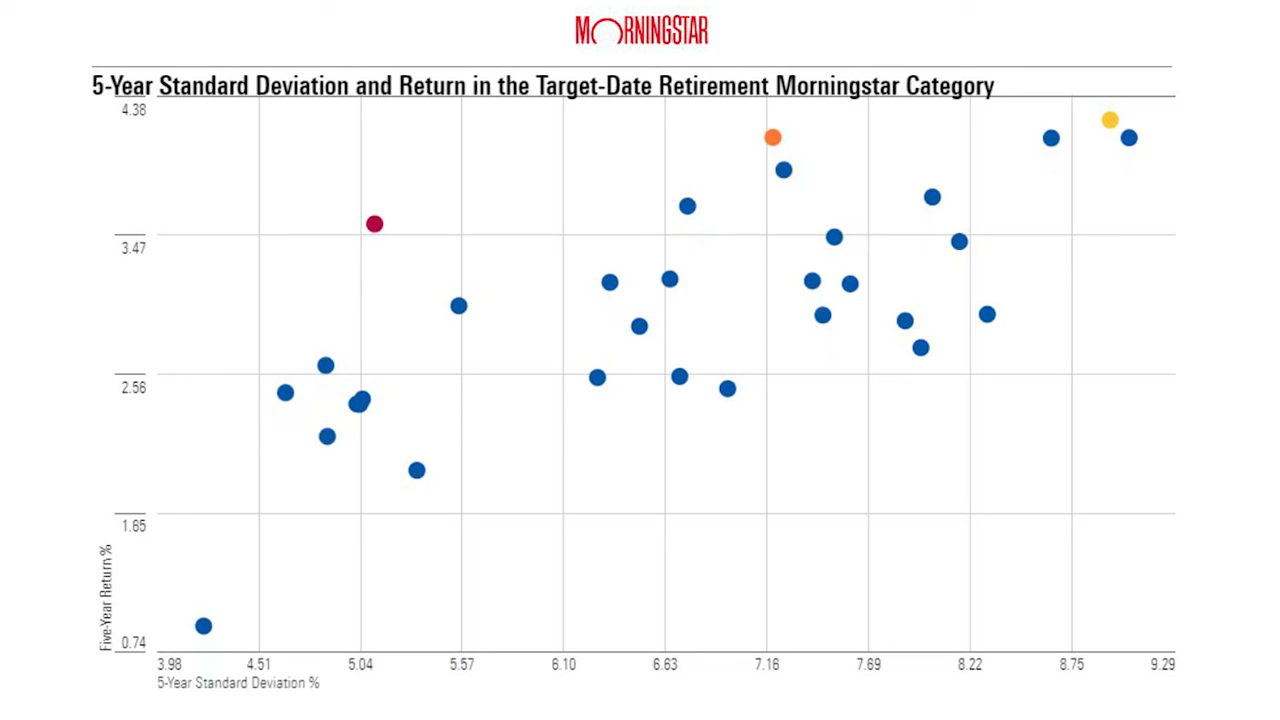 MORNINGSTAR
5-Year Standard Deviation and Return in the Target-Date Retirement Morningstar Category
4.38
3.47
2.56
1.65
0.74
Five-Year Return %
3.98 4.51 5.04 5.57 6.10 6.63 7.16 7.69 8.22 8.75 9.29
5-Year Standard Deviation %